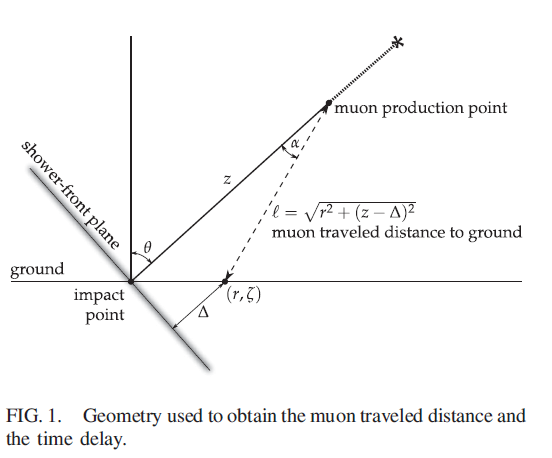 muon production point
α
shower-front plane
z
ℓ = √r² + (z − Δ)²
muon traveled distance to ground
θ
ground
impact
point
(r, ζ)
Δ
FIG. 1. Geometry used to obtain the muon traveled distance and
the time delay.